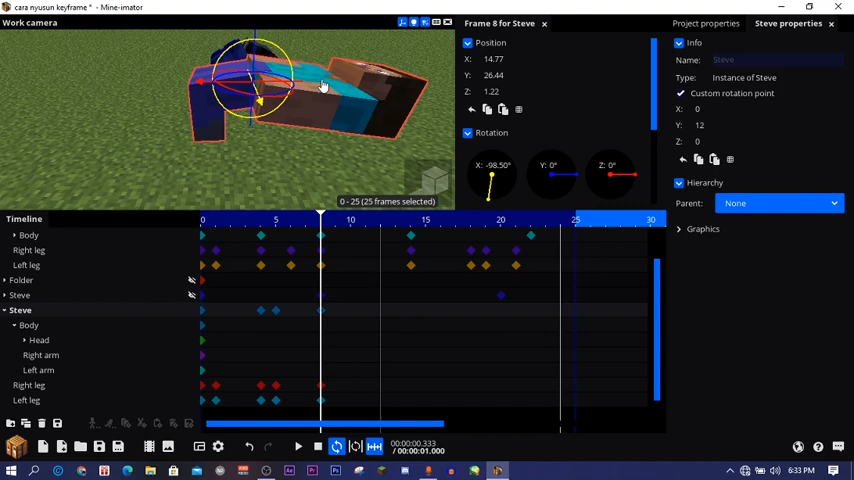 cara nyusun keyframe * - Mine-imator
Work camera
Frame 8 for Steve
Project properties
Steve properties
Position
X: 14.77
Y: 26.44
Z: 1.22
Rotation
X: -98.50° Y: 0° Z: 0°
Info
Name: Steve
Type: Instance of Steve
Custom rotation point
X: 0
Y: 12
Z: 0
Hierarchy
Parent: None
Graphics
0 - 25 (25 frames selected)
Timeline
0 5 10 15 20 25 30
Body
Right leg
Left leg
Folder
Steve
Steve
Body
Head
Right arm
Left arm
Right leg
Left leg
00:00:00.333
/ 00:00:01.000
6:33 PM